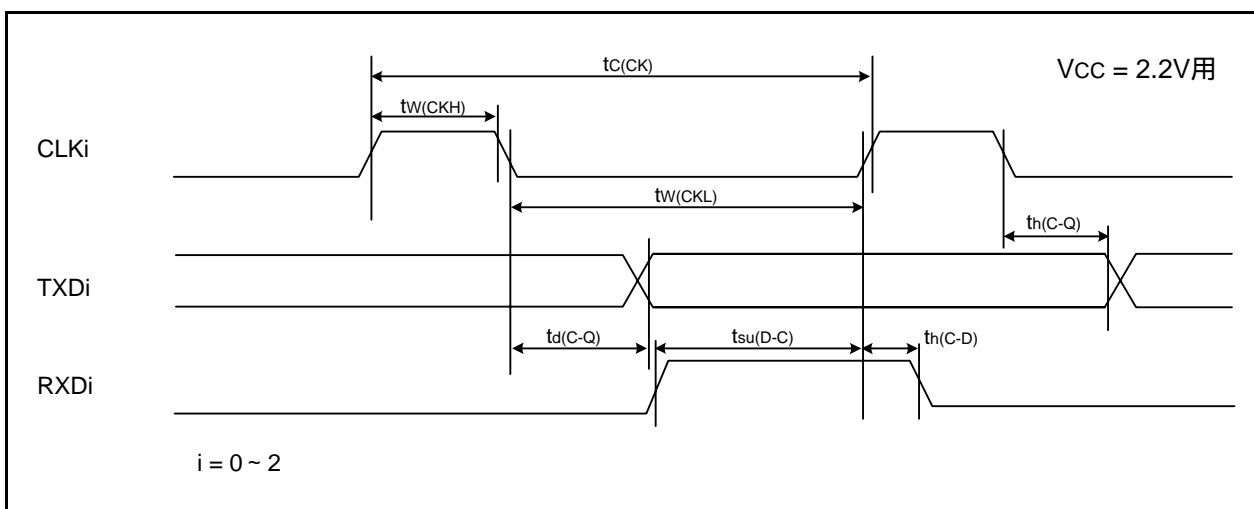 tC(CK)
VCC = 2.2V用
tW(CKH)
CLKi
tW(CKL)
th(C-Q)
TXDi
td(C-Q)
tsu(D-C)
th(C-D)
RXDi
i = 0 ~ 2